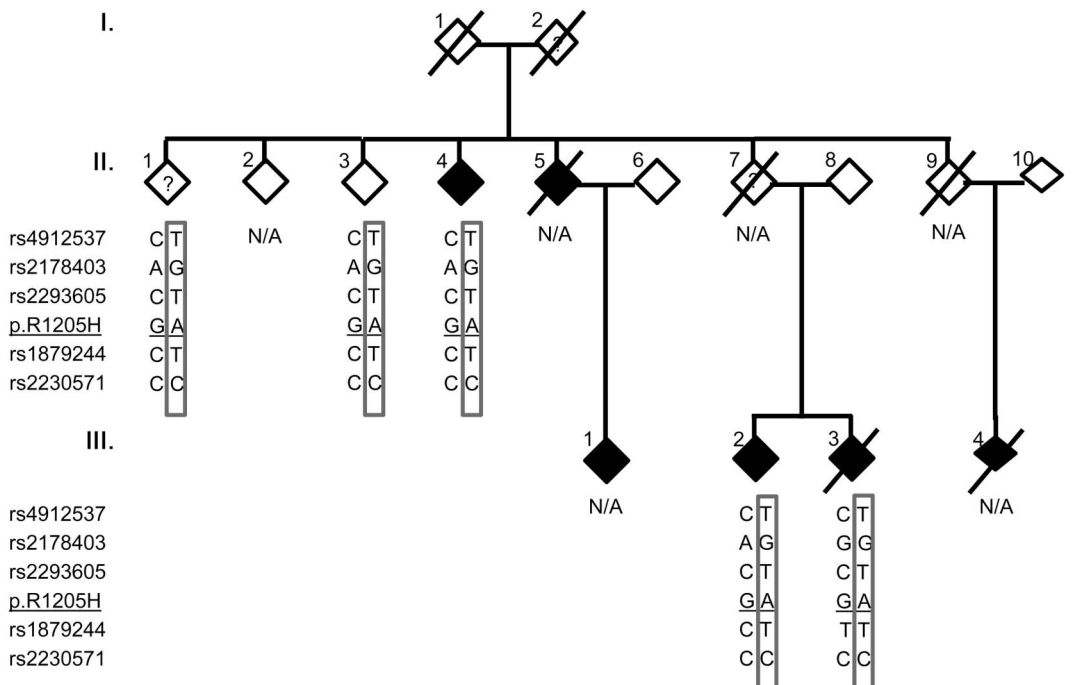 I. 1 2 ?
II. 1 2 3 4 5 6 7 8 9 10
? ?
rs4912537 C T N/A C T C T N/A N/A N/A
rs2178403 A G A G A G
rs2293605 C T C T C T
p.R1205H G A G A G A
rs1879244 C T C T C T
rs2230571 C C C C C C
III. 1 2 3 4
rs4912537 N/A C T C T N/A
rs2178403 A G G G
rs2293605 C T C T
p.R1205H G A G A
rs1879244 C T T T
rs2230571 C C C C